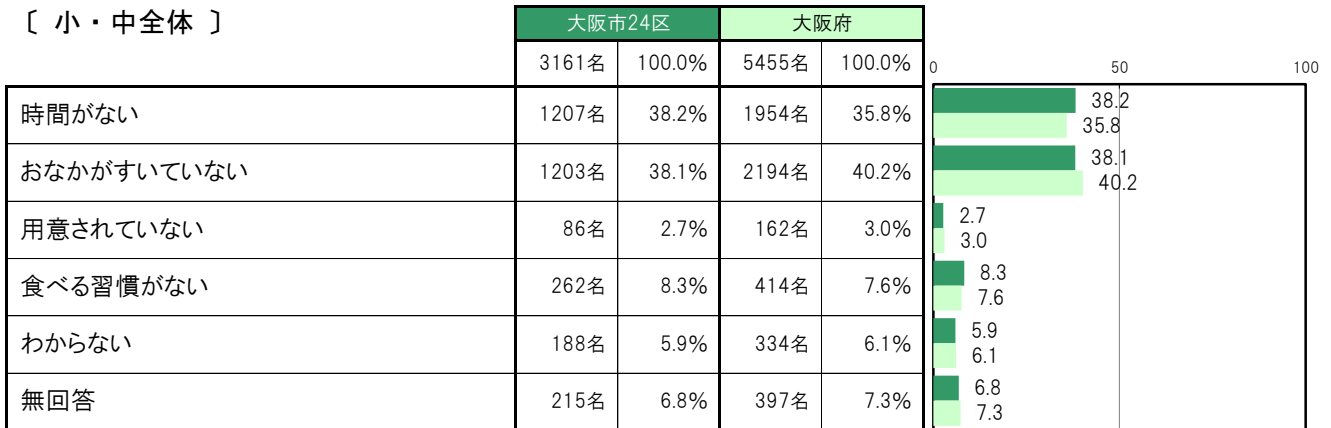 〔 小・中全体 〕
大阪市24区 大阪府
3161名 100.0% 5455名 100.0%
0 50 100
時間がない 1207名 38.2% 1954名 35.8% 38.2
35.8
おなかがすいていない 1203名 38.1% 2194名 40.2% 38.1
40.2
用意されていない 86名 2.7% 162名 3.0% 2.7
3.0
食べる習慣がない 262名 8.3% 414名 7.6% 8.3
7.6
わからない 188名 5.9% 334名 6.1% 5.9
6.1
無回答 215名 6.8% 397名 7.3% 6.8
7.3